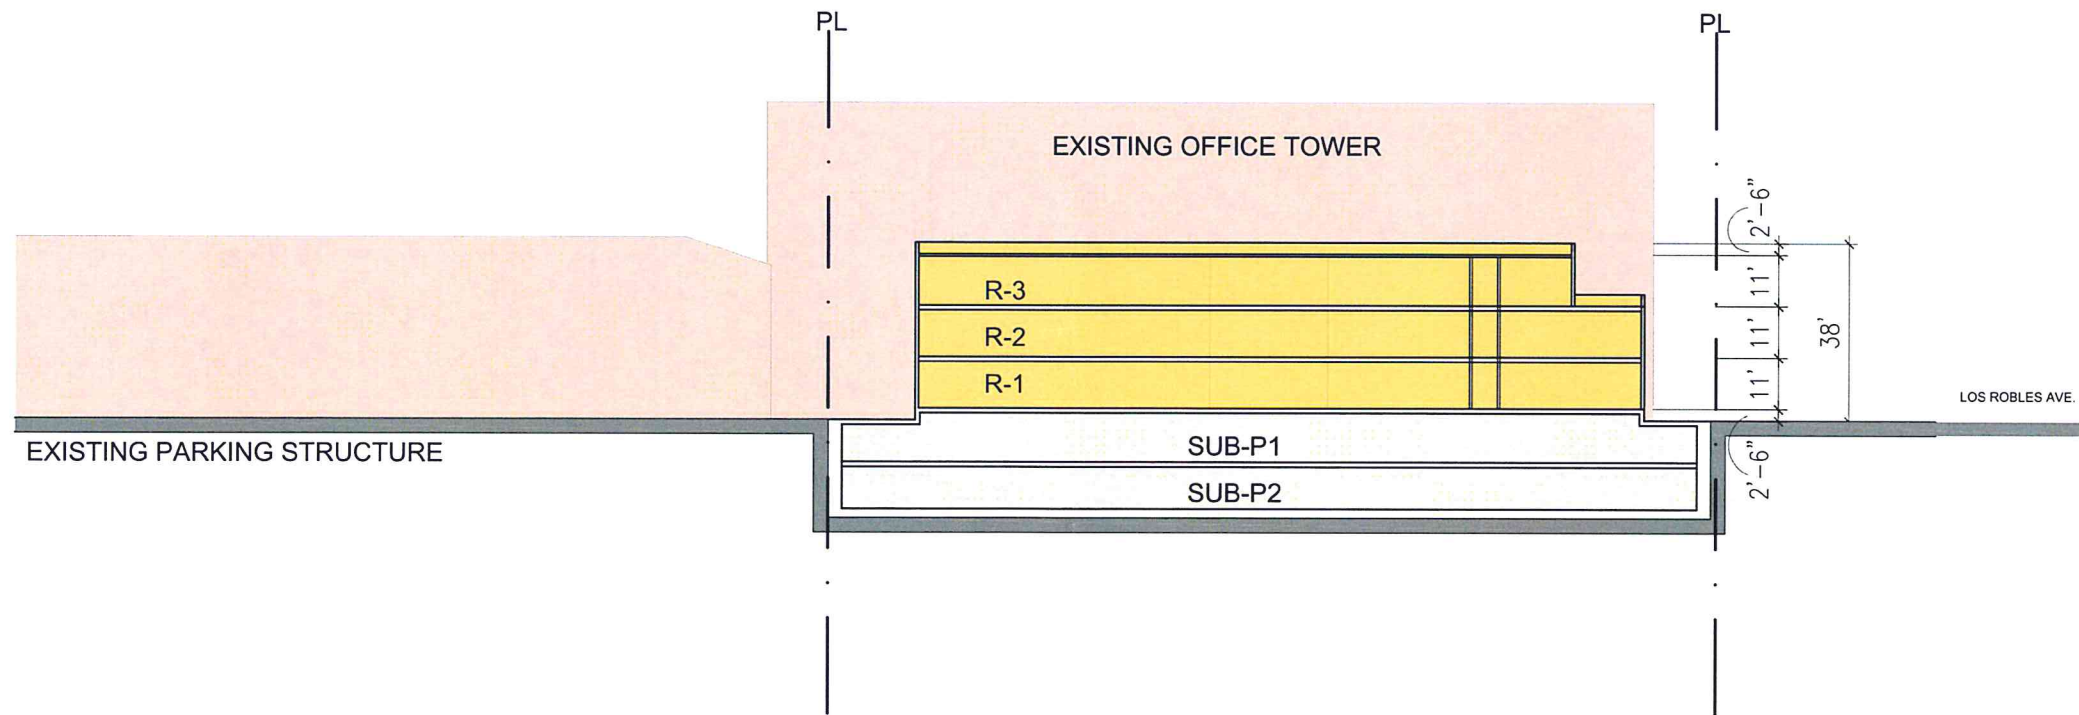 PL
PL
EXISTING OFFICE TOWER
2'-6"
R-3
11'
R-2
11'
38'
R-1
11'
LOS ROBLES AVE.
EXISTING PARKING STRUCTURE
SUB-P1
2'-6"
SUB-P2